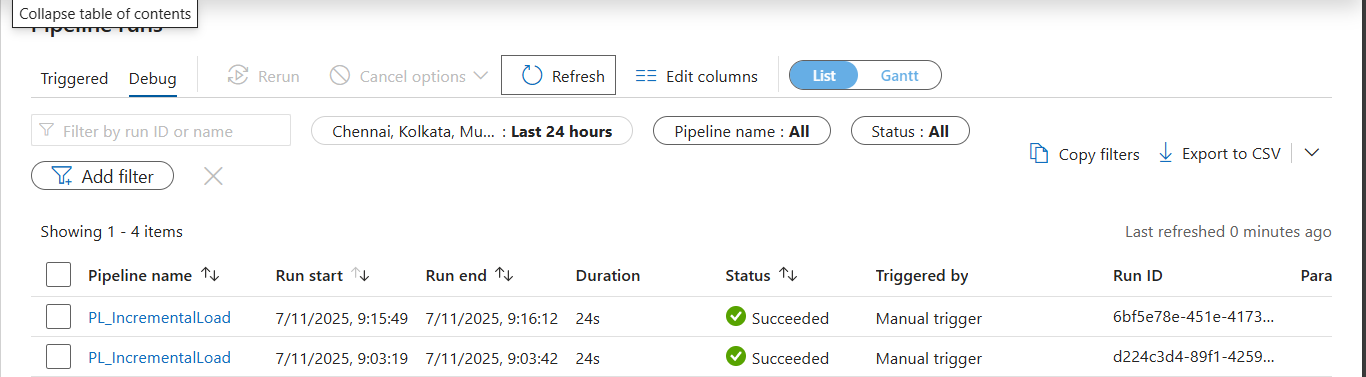 Collapse table of contents
Pipeline runs
Triggered Debug Rerun Cancel options Refresh Edit columns List Gantt
Filter by run ID or name Chennai, Kolkata, Mu... : Last 24 hours Pipeline name : All Status : All
Copy filters Export to CSV
Add filter
Showing 1 - 4 items Last refreshed 0 minutes ago
Pipeline name Run start Run end Duration Status Triggered by Run ID Para
PL_IncrementalLoad 7/11/2025, 9:15:49 7/11/2025, 9:16:12 24s Succeeded Manual trigger 6bf5e78e-451e-4173...
PL_IncrementalLoad 7/11/2025, 9:03:19 7/11/2025, 9:03:42 24s Succeeded Manual trigger d224c3d4-89f1-4259...